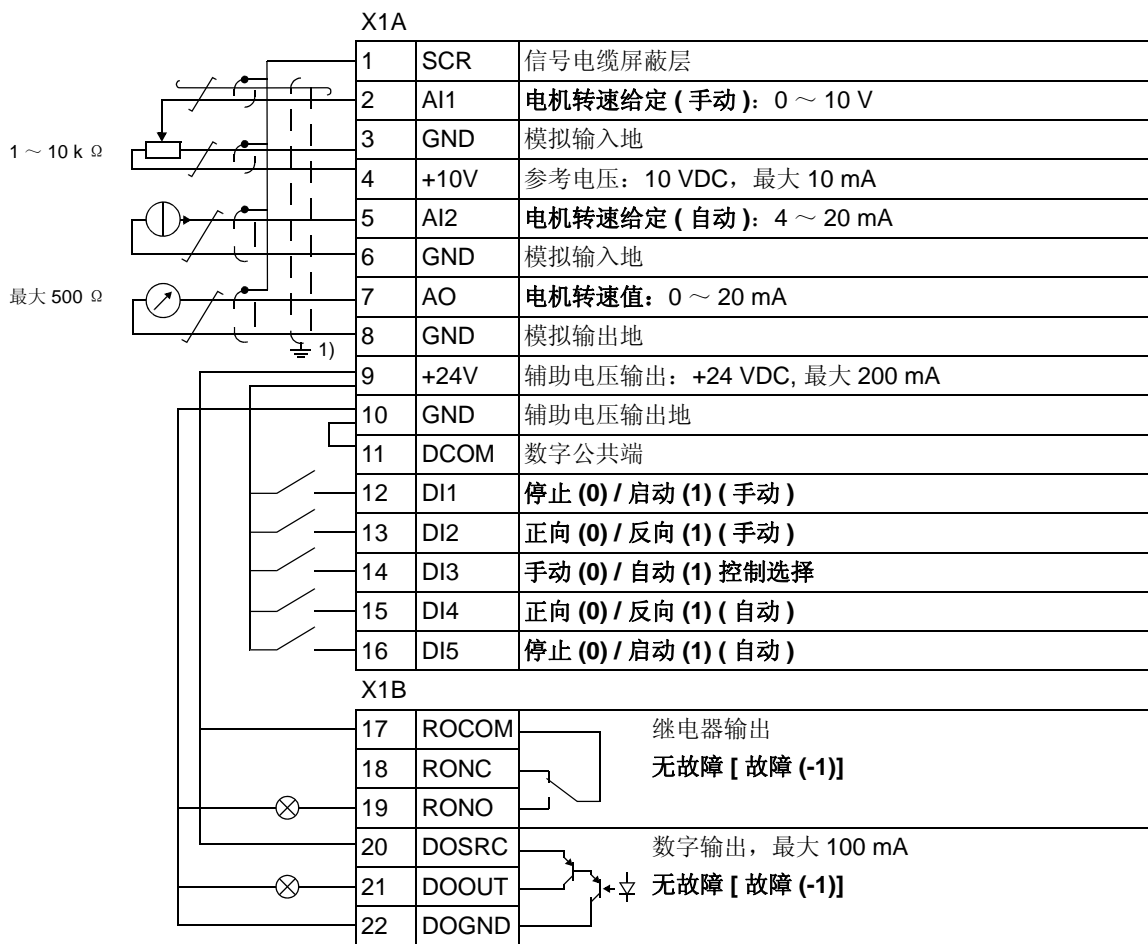 X1A
1 SCR 信号电缆屏蔽层
2 AI1 电机转速给定 ( 手动 ): 0 ～ 10 V
1 ～ 10 k Ω
3 GND 模拟输入地
4 +10V 参考电压：10 VDC，最大 10 mA
5 AI2 电机转速给定 ( 自动 ): 4 ～ 20 mA
6 GND 模拟输入地
最大 500 Ω
7 AO 电机转速值：0 ～ 20 mA
8 GND 模拟输出地
1)
9 +24V 辅助电压输出：+24 VDC, 最大 200 mA
10 GND 辅助电压输出地
11 DCOM 数字公共端
12 DI1 停止 (0) / 启动 (1) ( 手动 )
13 DI2 正向 (0) / 反向 (1) ( 手动 )
14 DI3 手动 (0) / 自动 (1) 控制选择
15 DI4 正向 (0) / 反向 (1) ( 自动 )
16 DI5 停止 (0) / 启动 (1) ( 自动 )
X1B
17 ROCOM 继电器输出
18 RONC 无故障 [ 故障 (-1)]
19 RONO
20 DOSRC 数字输出，最大 100 mA
21 DOOUT 无故障 [ 故障 (-1)]
22 DOGND